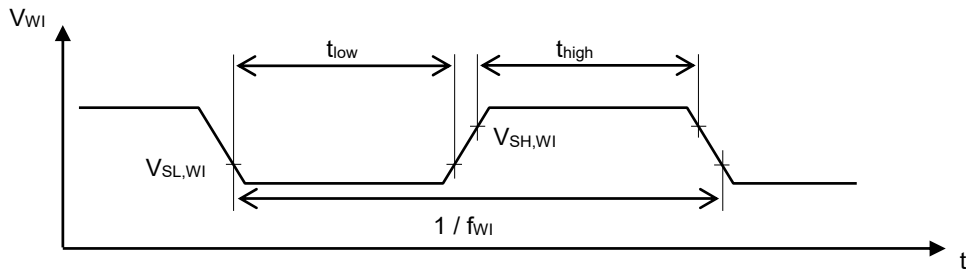 VWI
tlow
thigh
VSH,WI
VSL,WI
1 / fWI
t